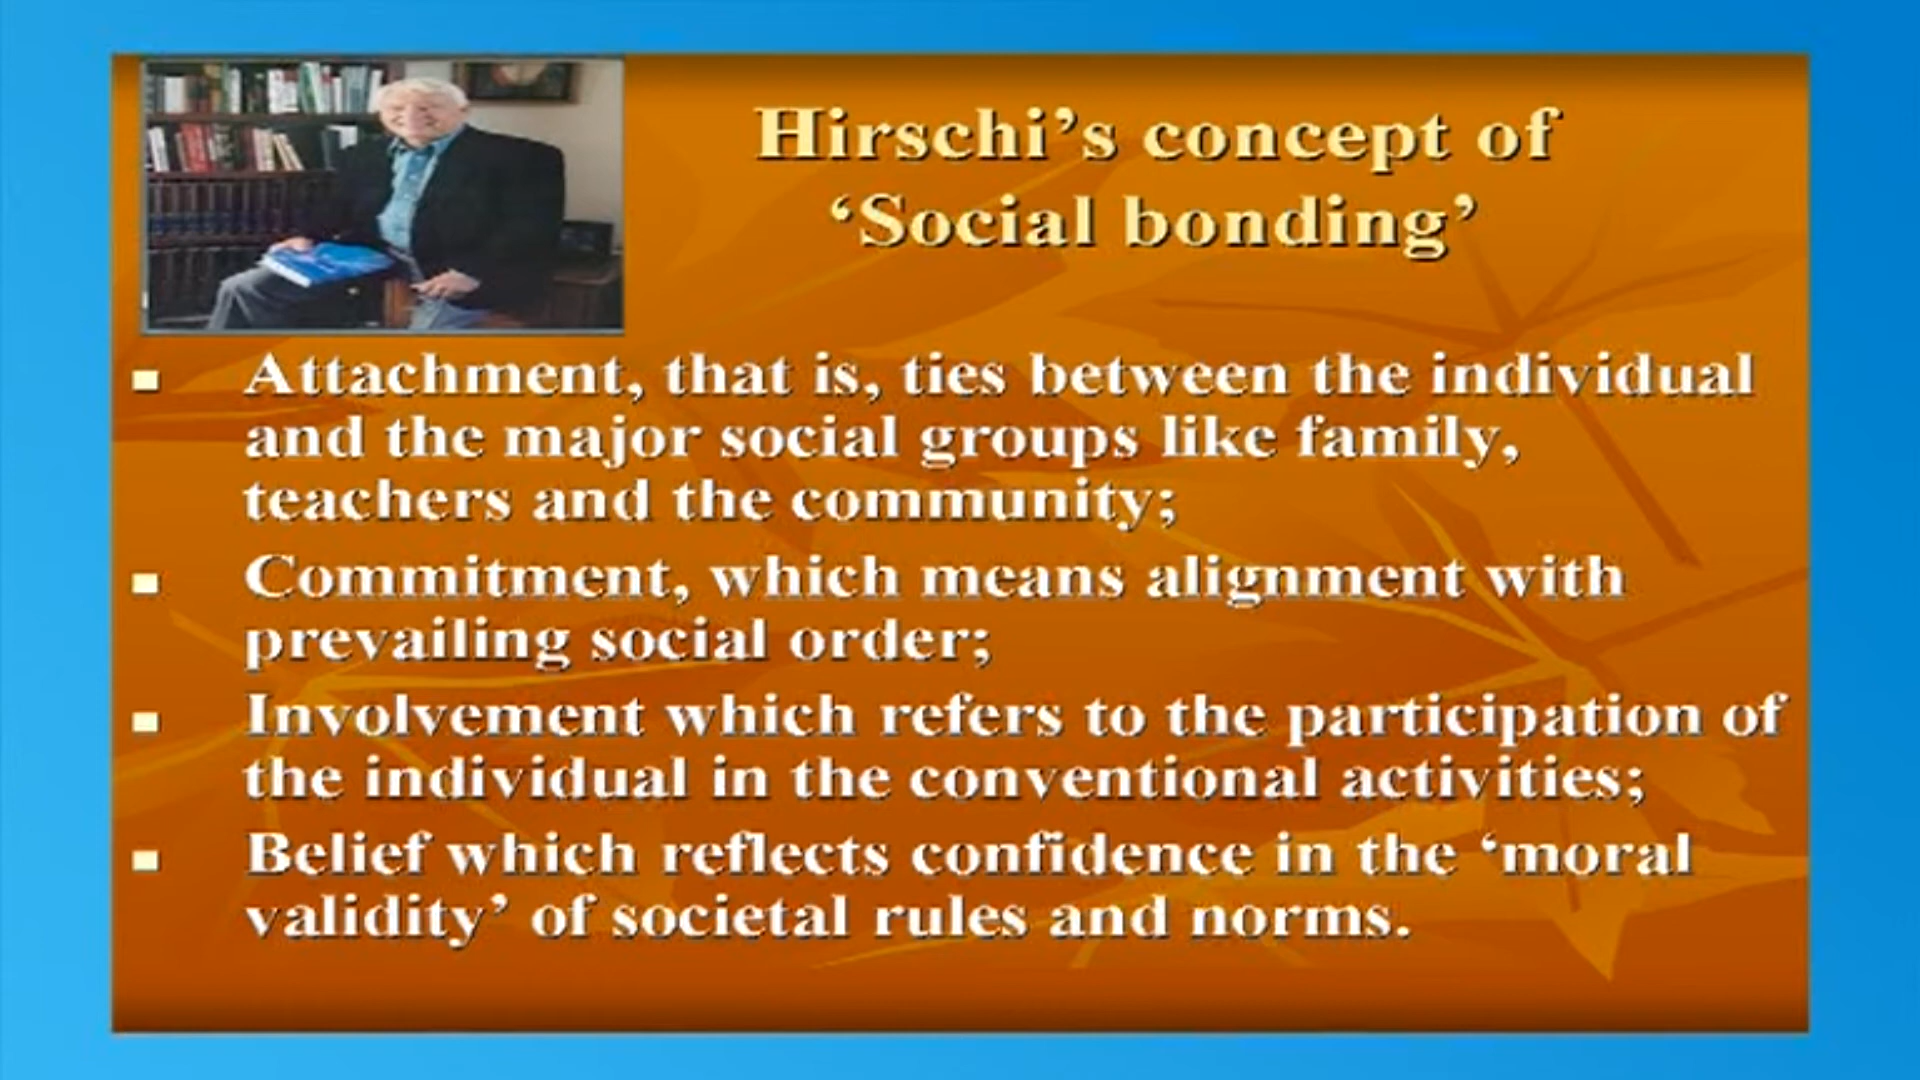 Hirschi’s concept of
‘Social bonding’
Attachment, that is, ties between the individual
and the major social groups like family,
teachers and the community;
Commitment, which means alignment with
prevailing social order;
Involvement which refers to the participation of
the individual in the conventional activities;
Belief which reflects confidence in the ‘moral
validity’ of societal rules and norms.